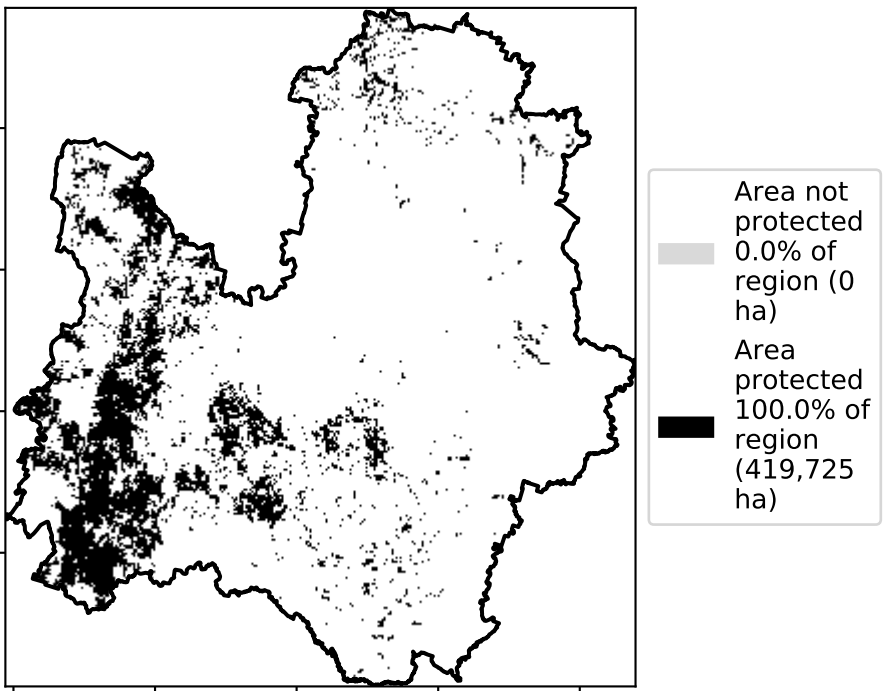 Area not
protected
0.0% of
region (0
ha)
Area
protected
100.0% of
region
(419,725
ha)